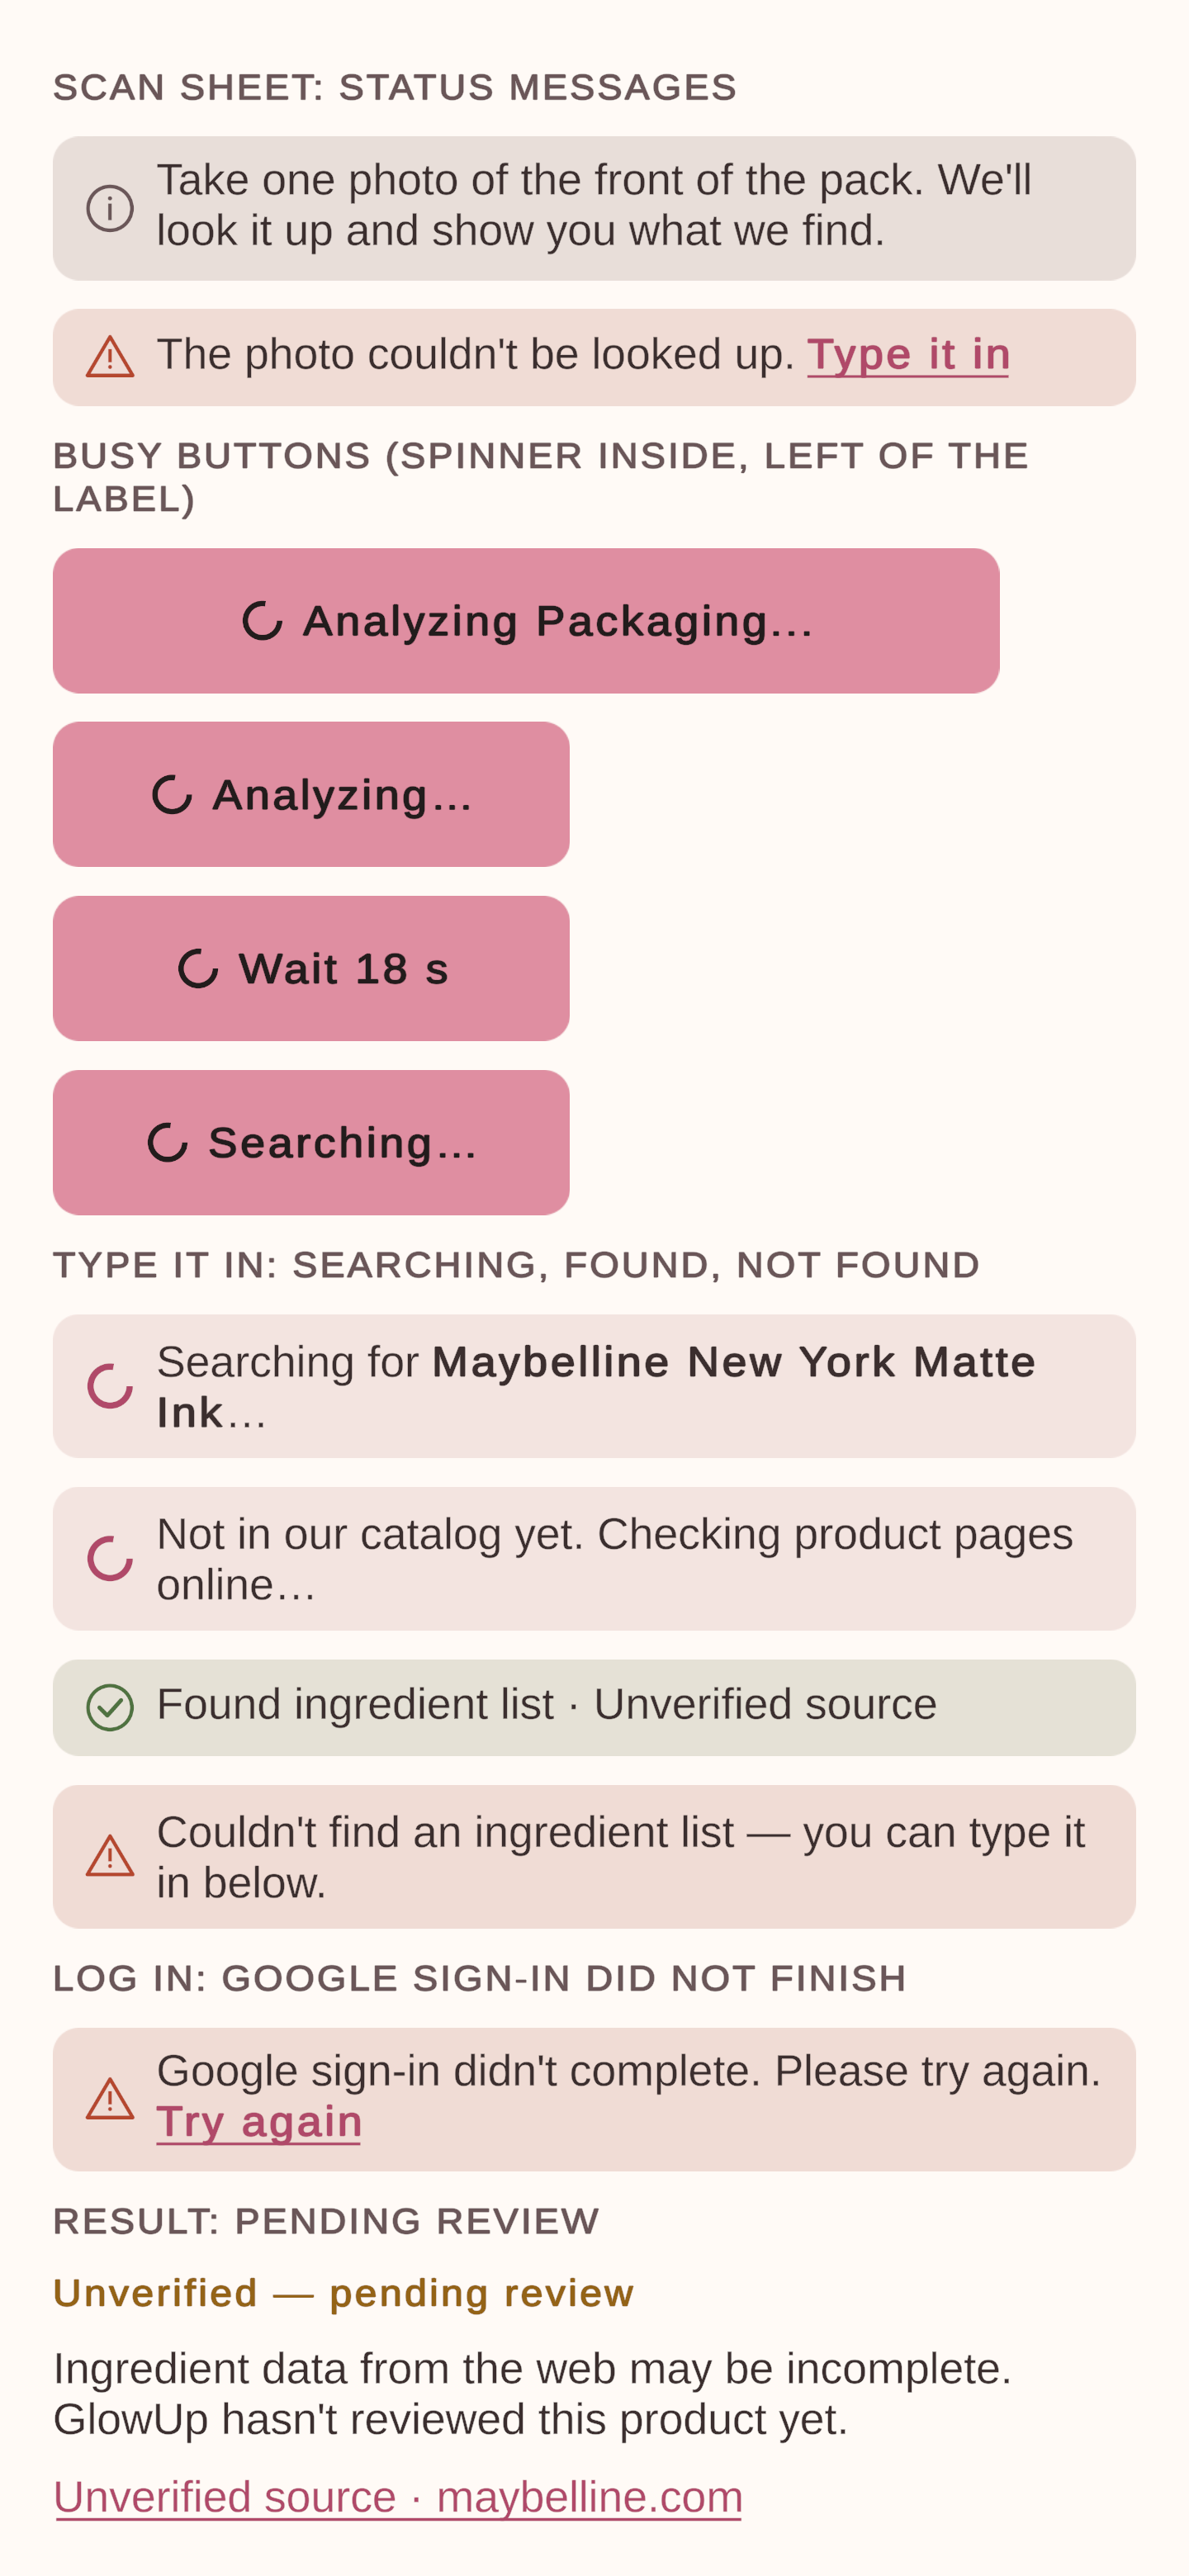 SCAN SHEET: STATUS MESSAGES
Take one photo of the front of the pack. We'll
look it up and show you what we find.
The photo couldn't be looked up. Type it in
BUSY BUTTONS (SPINNER INSIDE, LEFT OF THE
LABEL)
Analyzing Packaging…
Analyzing…
Wait 18 s
Searching…
TYPE IT IN: SEARCHING, FOUND, NOT FOUND
Searching for Maybelline New York Matte
Ink…
Not in our catalog yet. Checking product pages
online…
Found ingredient list · Unverified source
Couldn't find an ingredient list — you can type it
in below.
LOG IN: GOOGLE SIGN-IN DID NOT FINISH
Google sign-in didn't complete. Please try again.
Try again
RESULT: PENDING REVIEW
Unverified — pending review
Ingredient data from the web may be incomplete.
GlowUp hasn't reviewed this product yet.
Unverified source · maybelline.com